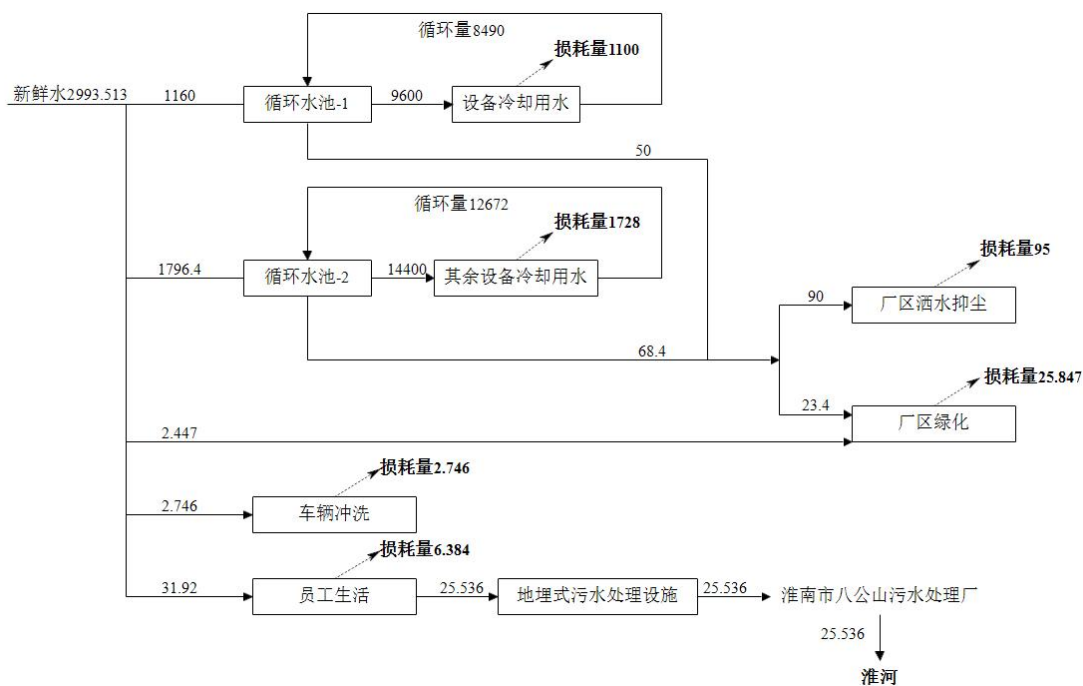 循环量8490
损耗量1100
新鲜水2993.513
1160
循环水池-1
9600
设备冷却用水
50
循环量12672
损耗量1728
1796.4
循环水池-2
14400
其余设备冷却用水
损耗量95
90
厂区洒水抑尘
68.4
损耗量25.847
23.4
厂区绿化
2.447
损耗量2.746
2.746
车辆冲洗
损耗量6.384
31.92
员工生活
25.536
地埋式污水处理设施
25.536
淮南市八公山污水处理厂
25.536
淮河